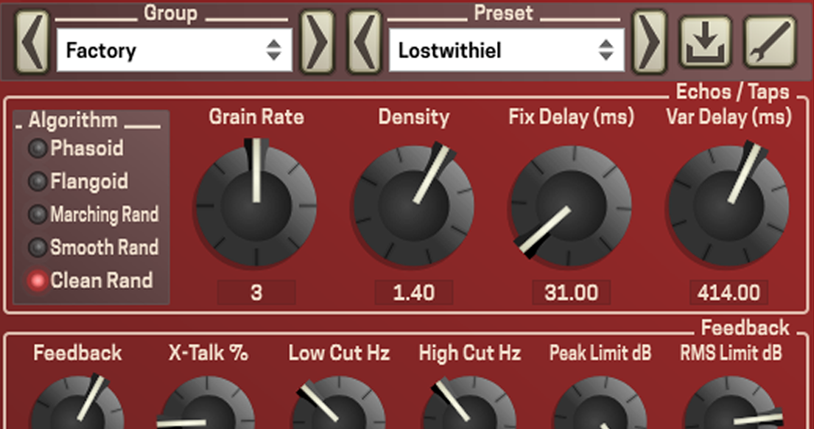 Group
Preset
Factory
Lostwithiel
Echos / Taps
Algorithm
Grain Rate
Density
Fix Delay (ms)
Var Delay (ms)
Phasoid
Flangoid
Marching Rand
Smooth Rand
Clean Rand
3
1.40
31.00
414.00
Feedback
Feedback
X-Talk %
Low Cut Hz
High Cut Hz
Peak Limit dB
RMS Limit dB